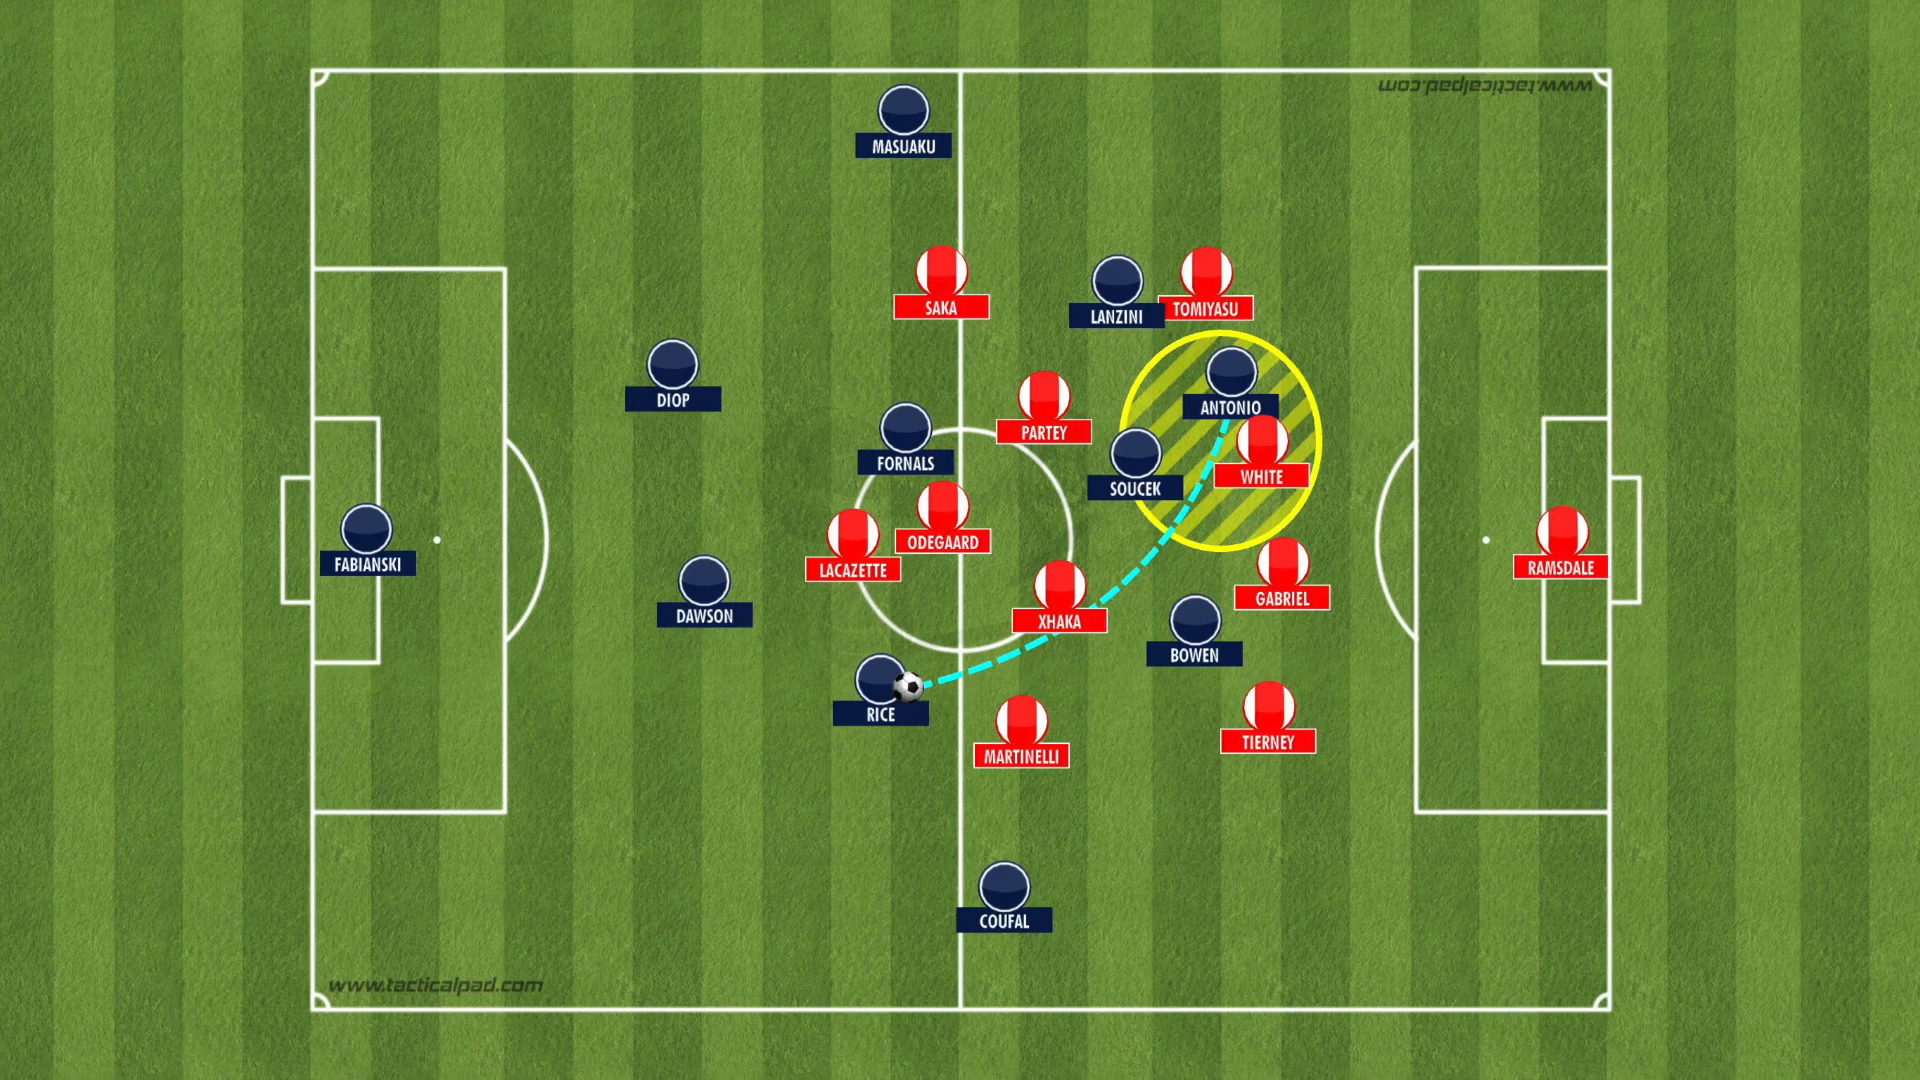 www.tacticalpad.com
MASUAKU
SAKA
LANZINI
TOMIYASU
DIOP
ANTONIO
PARTEY
FORNALS
WHITE
SOUCEK
ODEGAARD
FABIANSKI
LACAZETTE
RAMSDALE
GABRIEL
DAWSON
XHAKA
BOWEN
RICE
TIERNEY
MARTINELLI
COUFAL
www.tacticalpad.com